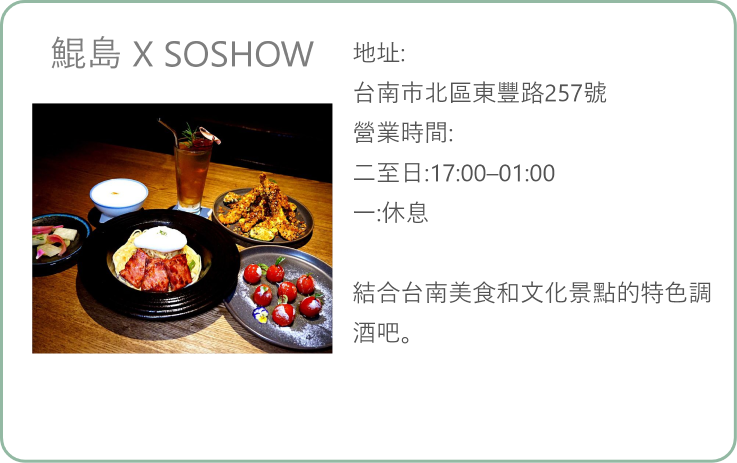 鯤島 X SOSHOW
地址:
台南市北區東豐路257號
營業時間:
二至日:17:00–01:00
一:休息
結合台南美食和文化景點的特色調
酒吧。